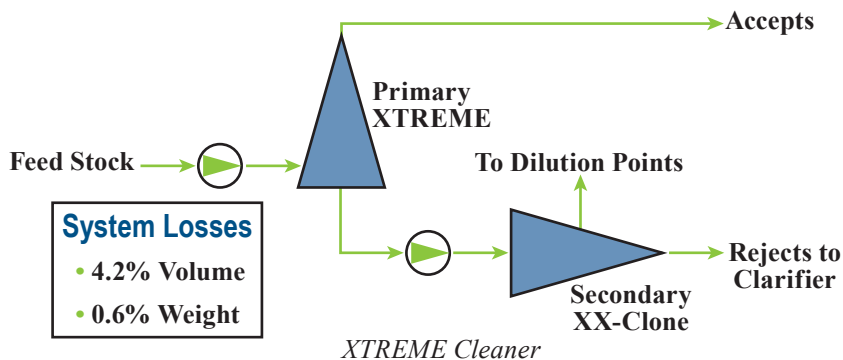 Accepts
Primary
XTREME
Feed Stock
To Dilution Points
System Losses
• 4.2% Volume
• 0.6% Weight
Rejects to
Clarifier
Secondary
XX-Clone
XTREME Cleaner